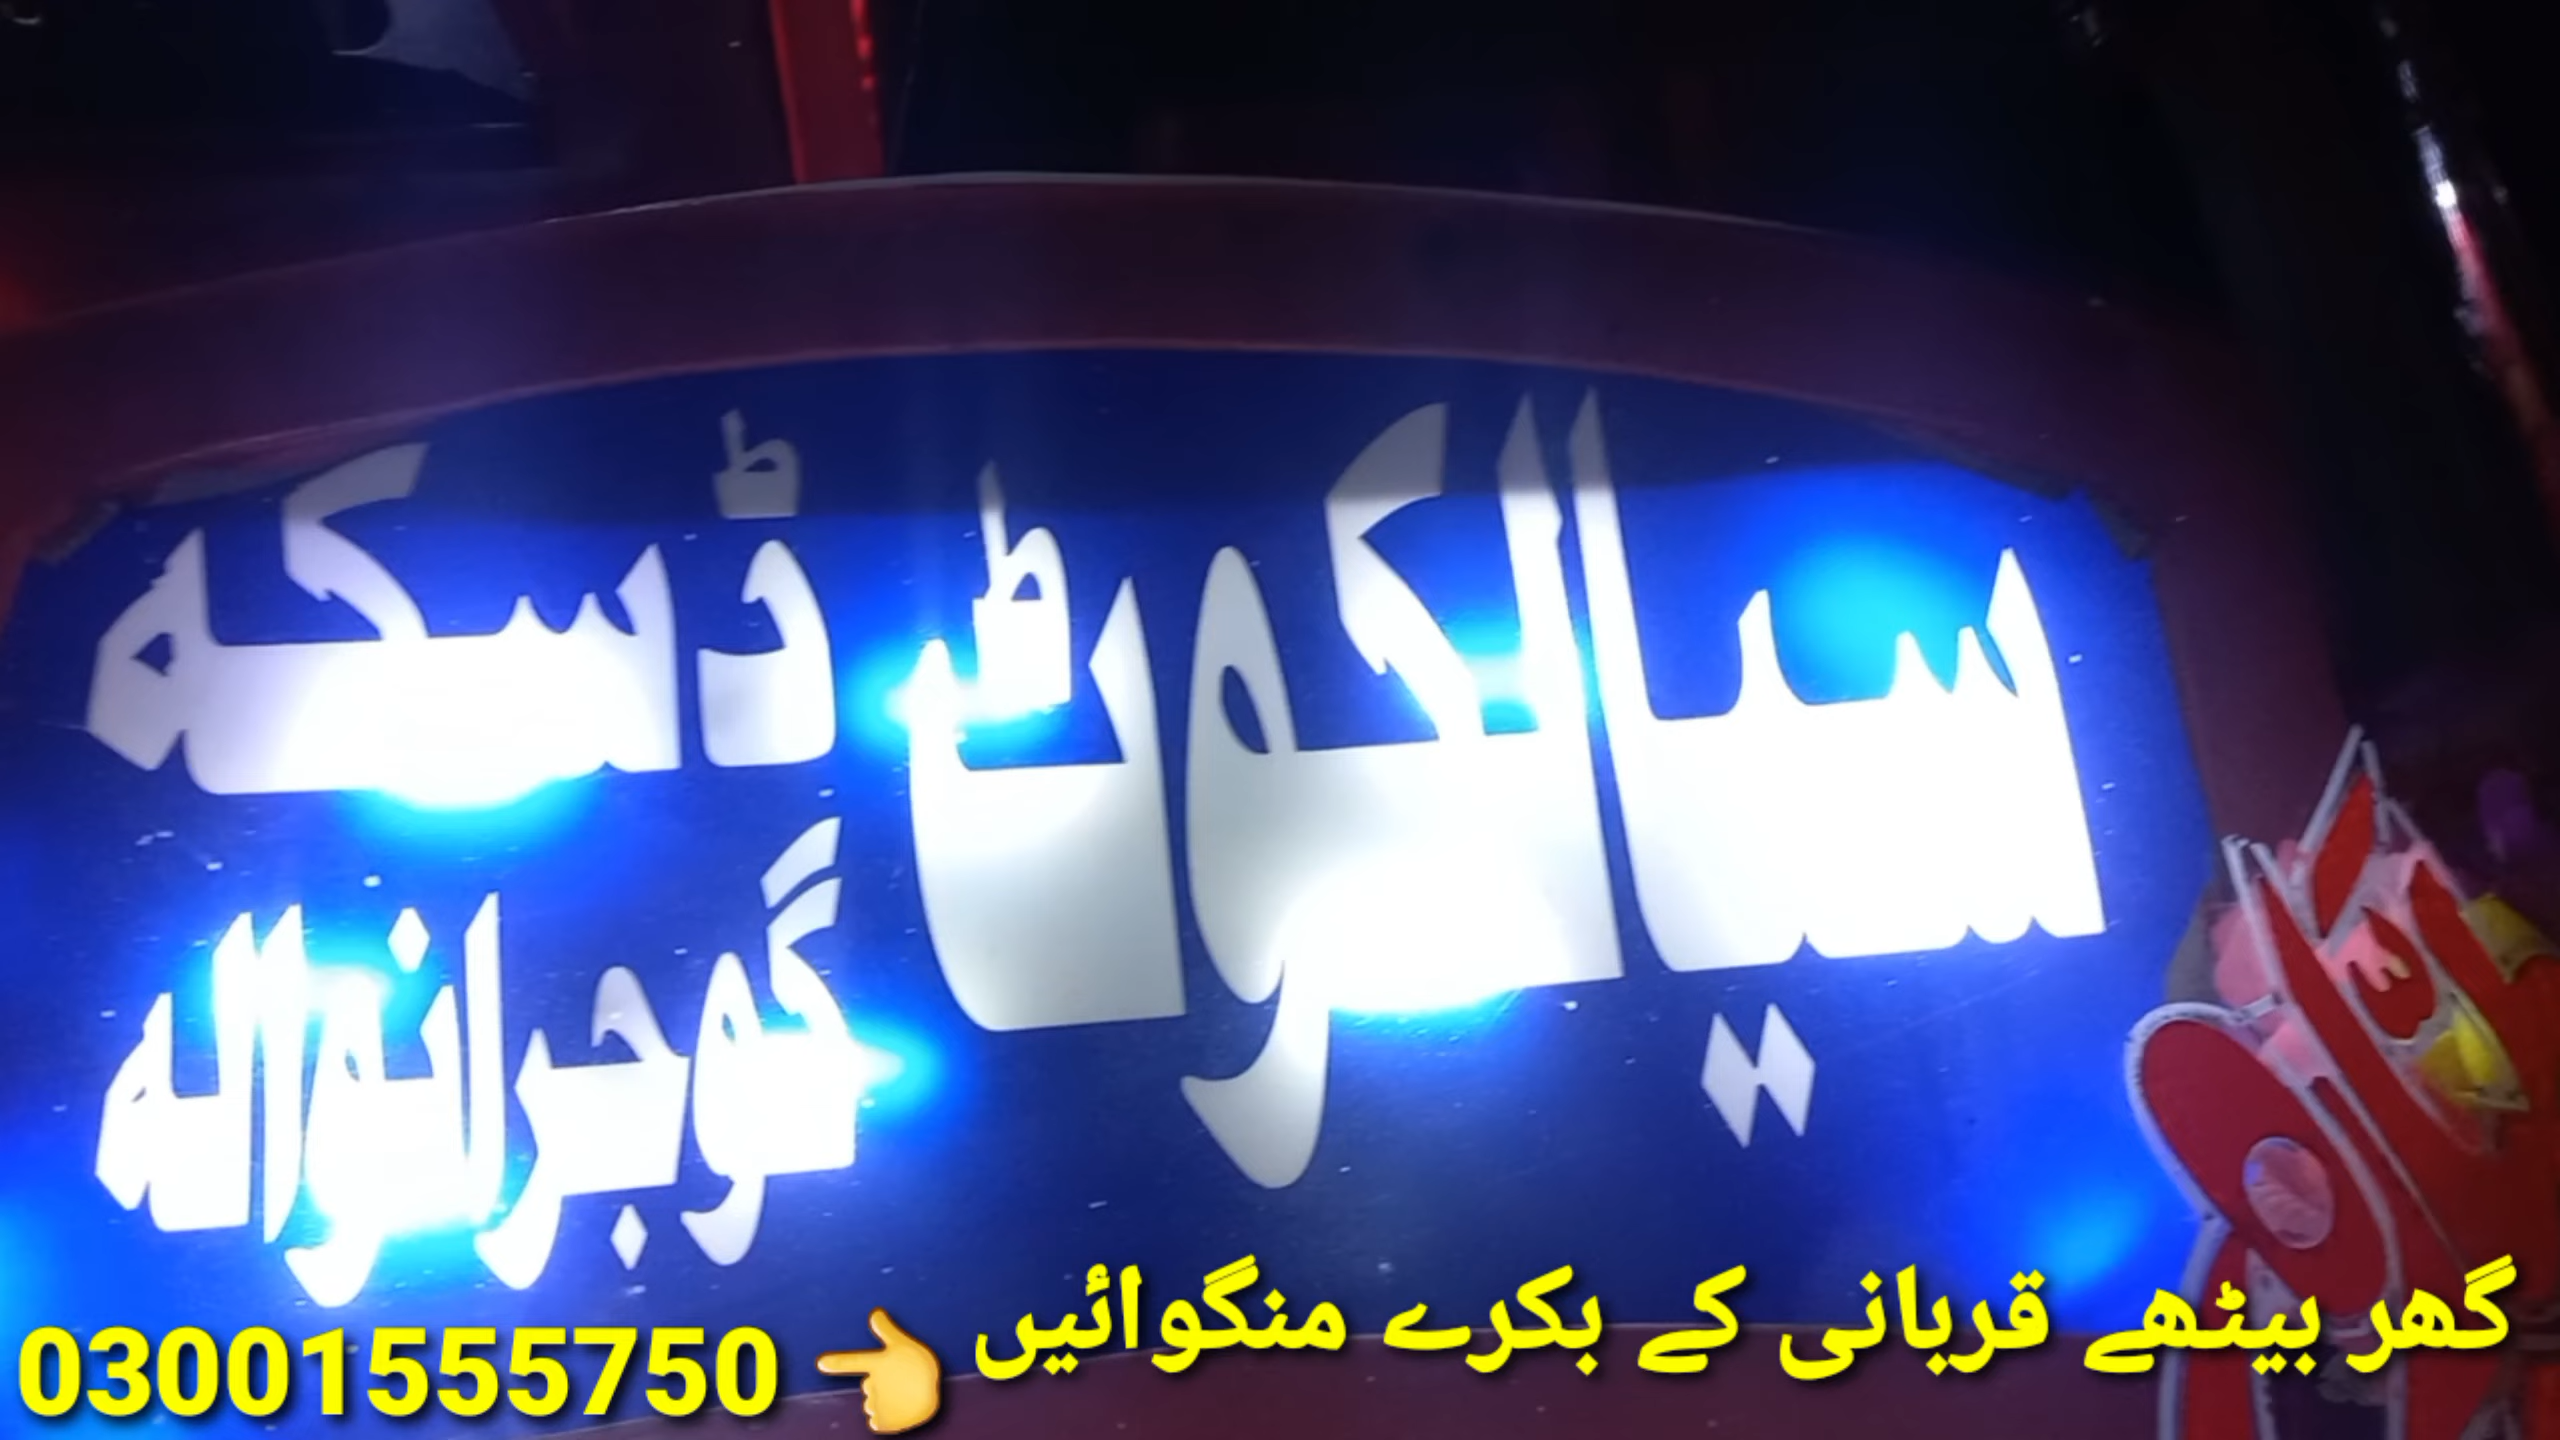 سیالکوٹ ڈسکہ
گوجرانوالہ
گھر بیٹھے قربانی کے بکرے منگوائیں 👈 03001555750